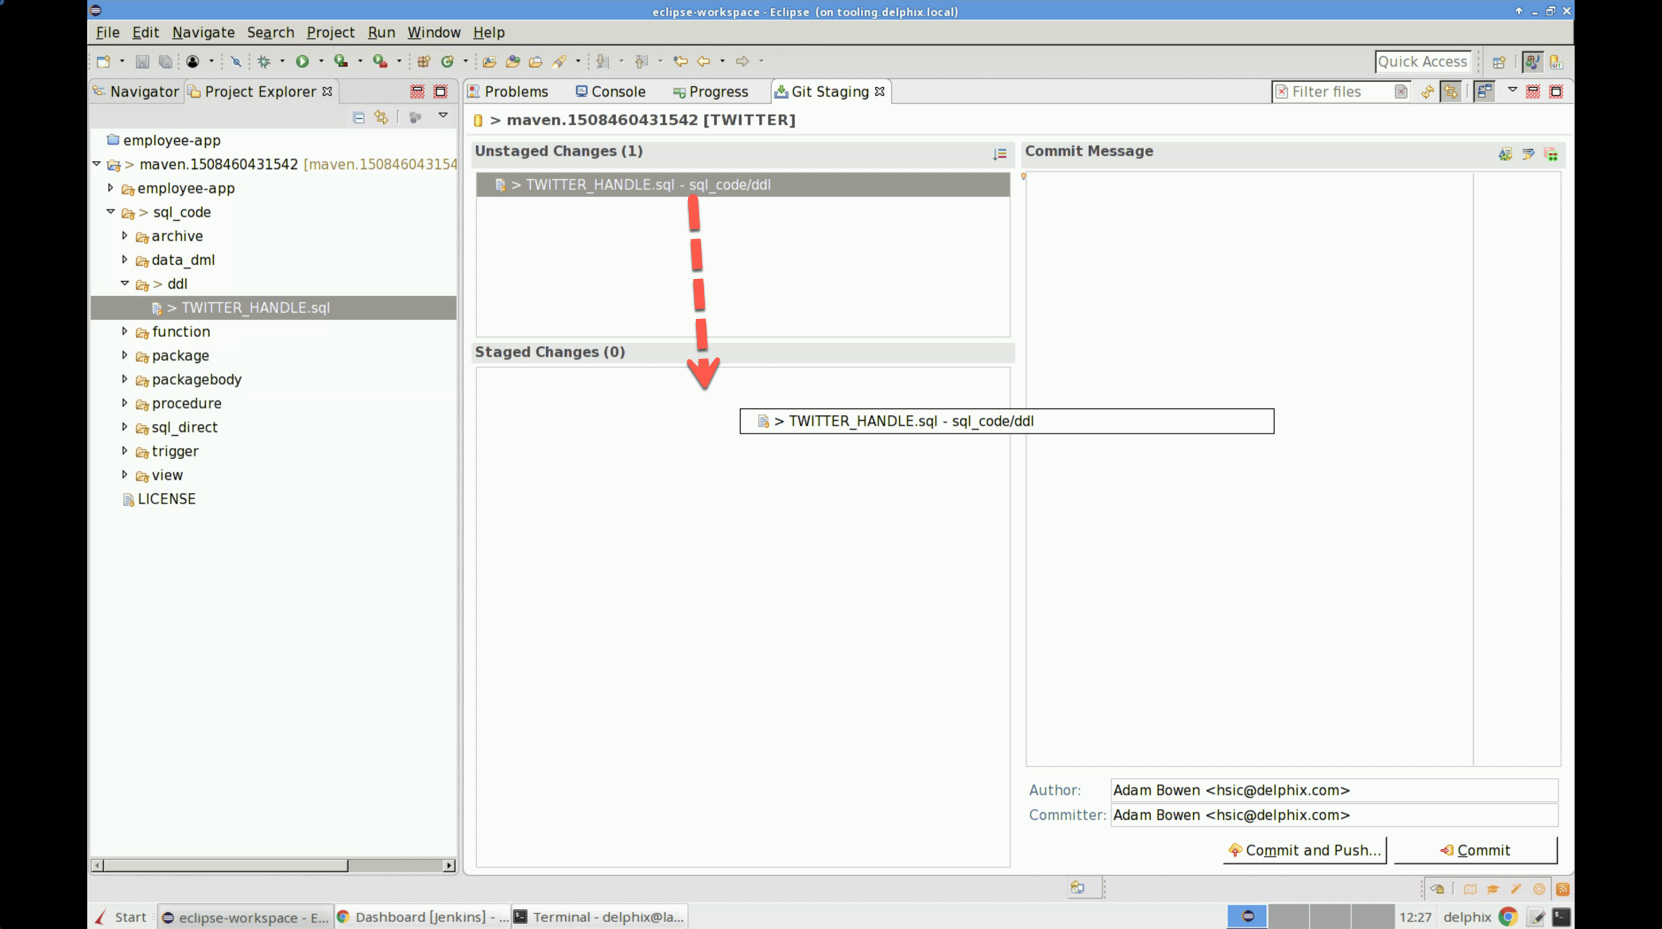 eclipse-workspace - Eclipse (on tooling.delphix.local)
File Edit Navigate Search Project Run Window Help
Quick Access
Navigator Project Explorer
Problems Console Progress Git Staging Filter files
> maven.1508460431542 [TWITTER]
employee-app
> maven.1508460431542 [maven.150846043154
employee-app
> sql_code
archive
data_dml
> ddl
> TWITTER_HANDLE.sql
function
package
packagebody
procedure
sql_direct
trigger
view
LICENSE
Unstaged Changes (1)
> TWITTER_HANDLE.sql - sql_code/ddl
Staged Changes (0)
> TWITTER_HANDLE.sql - sql_code/ddl
Commit Message
Author: Adam Bowen <hsic@delphix.com>
Committer: Adam Bowen <hsic@delphix.com>
Commit and Push... Commit
Start eclipse-workspace - E... Dashboard [Jenkins] - ... Terminal - delphix@la... 12:27 delphix